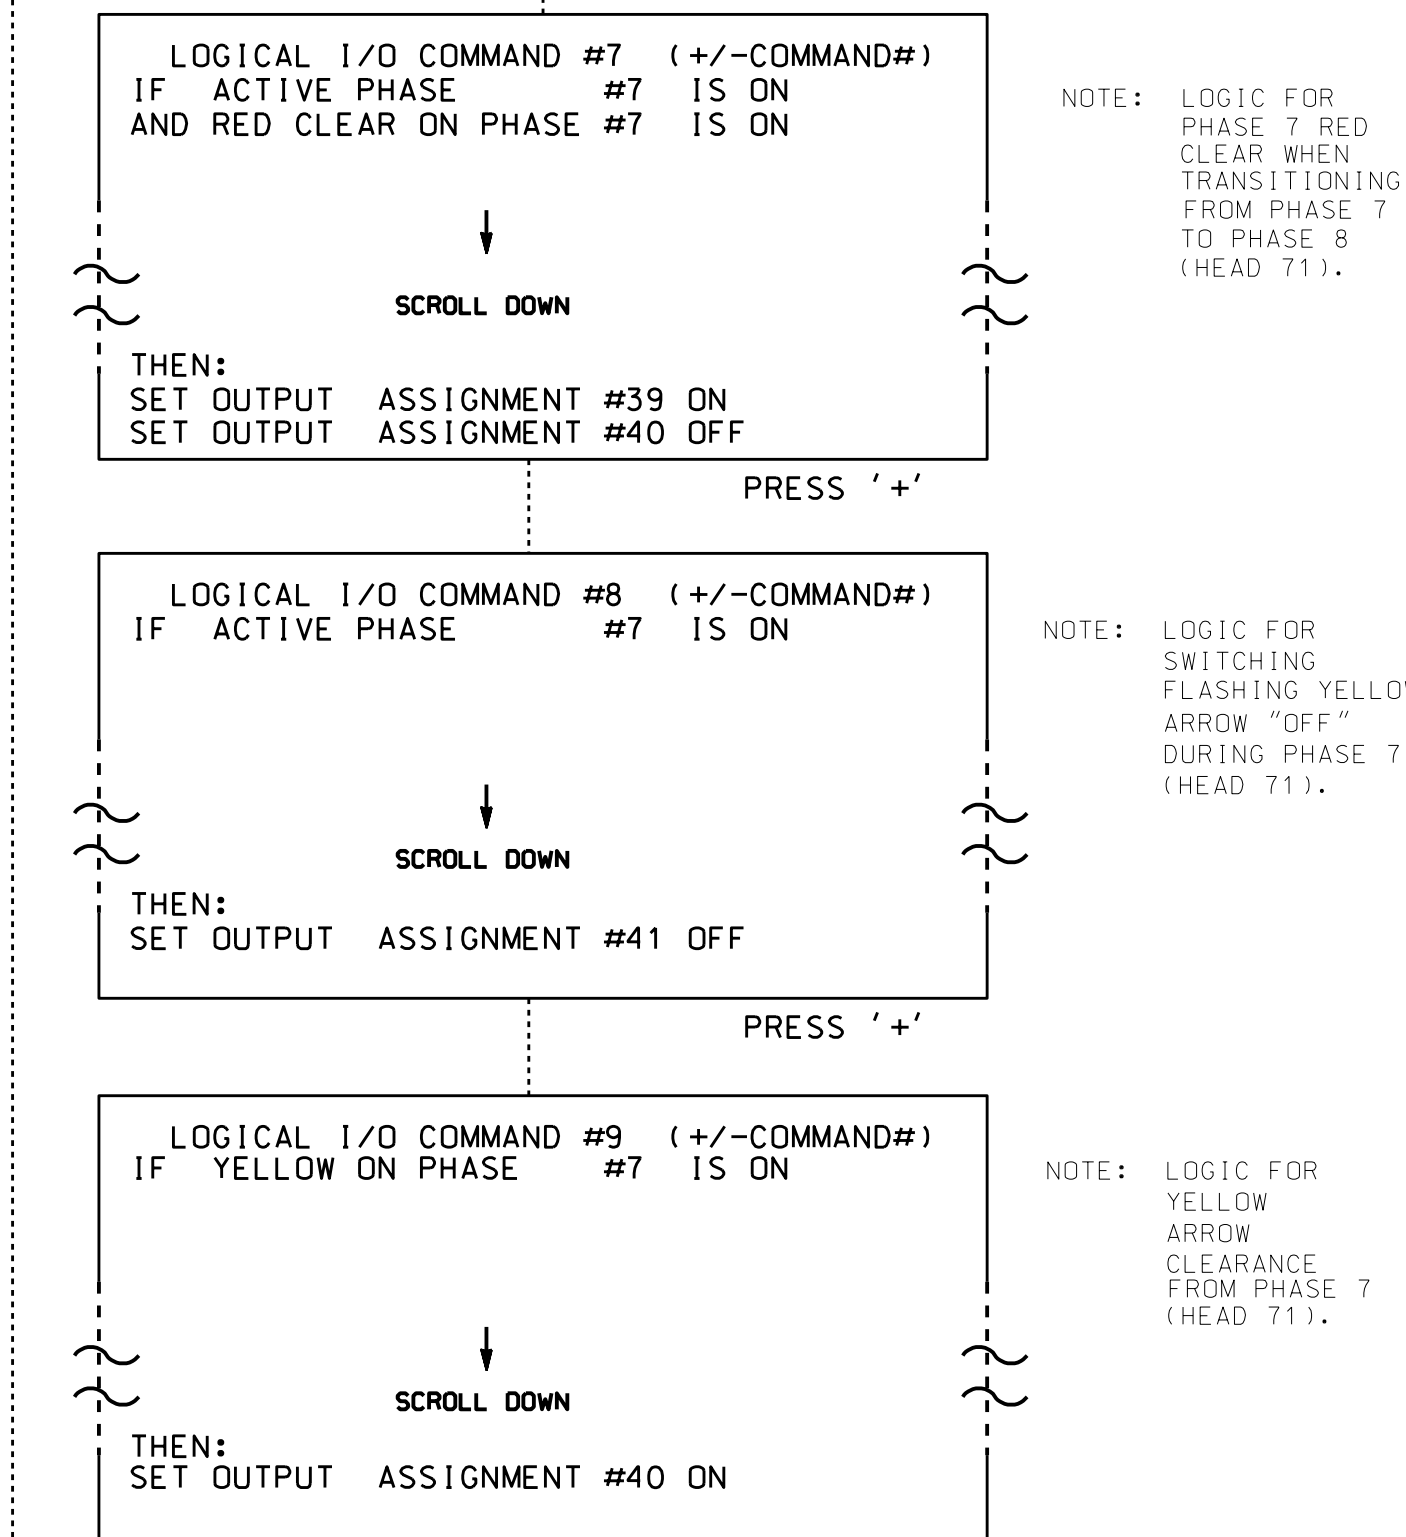 LOGICAL I/O COMMAND #7 (+/-COMMAND#)
IF ACTIVE PHASE #7 IS ON
AND RED CLEAR ON PHASE #7 IS ON
SCROLL DOWN
THEN:
SET OUTPUT ASSIGNMENT #39 ON
SET OUTPUT ASSIGNMENT #40 OFF
NOTE: LOGIC FOR
PHASE 7 RED
CLEAR WHEN
TRANSITIONING
FROM PHASE 7
TO PHASE 8
(HEAD 71).
PRESS '+'
LOGICAL I/O COMMAND #8 (+/-COMMAND#)
IF ACTIVE PHASE #7 IS ON
SCROLL DOWN
THEN:
SET OUTPUT ASSIGNMENT #41 OFF
NOTE: LOGIC FOR
SWITCHING
FLASHING YELLOW
ARROW "OFF"
DURING PHASE 7
(HEAD 71).
PRESS '+'
LOGICAL I/O COMMAND #9 (+/-COMMAND#)
IF YELLOW ON PHASE #7 IS ON
SCROLL DOWN
THEN:
SET OUTPUT ASSIGNMENT #40 ON
NOTE: LOGIC FOR
YELLOW
ARROW
CLEARANCE
FROM PHASE 7
(HEAD 71).